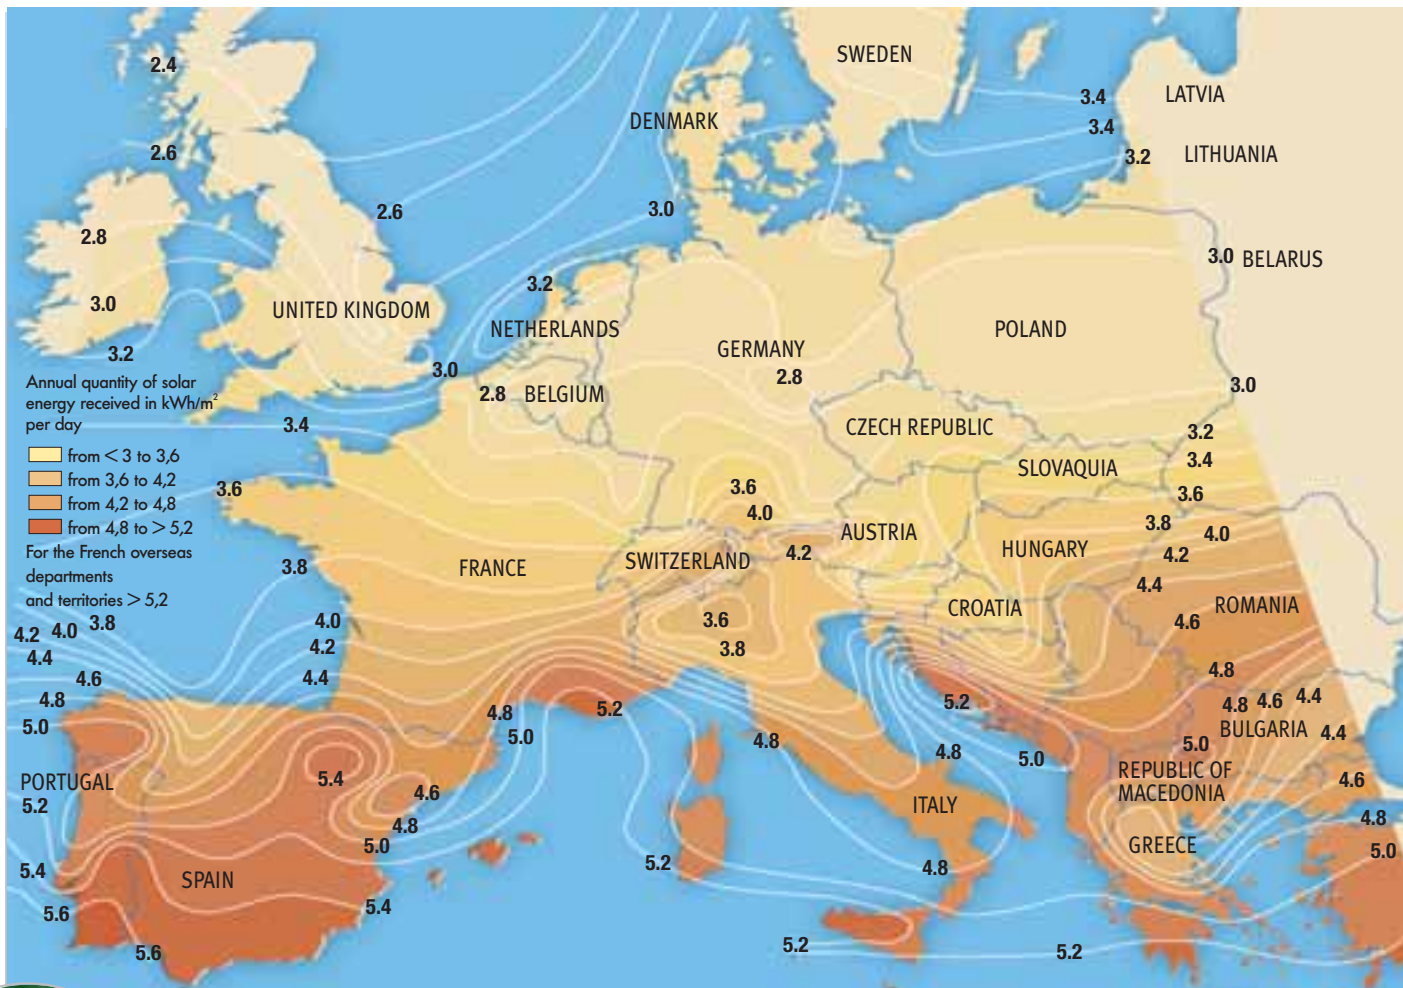 2.4
SWEDEN
3.4
LATVIA
DENMARK
3.4
2.6
3.2
LITHUANIA
2.6
3.0
2.8
3.0
BELARUS
3.2
3.0
UNITED KINGDOM
NETHERLANDS
POLAND
GERMANY
3.2
3.0
2.8
3.0
2.8
BELGIUM
Annual quantity of solar
energy received in kWh/m²
per day
from < 3 to 3,6
from 3,6 to 4,2
from 4,2 to 4,8
from 4,8 to > 5,2
For the French overseas
departments
and territories > 5,2
3.4
CZECH REPUBLIC
3.2
3.4
SLOVAQUIA
3.6
3.6
3.6
4.0
3.8
4.0
AUSTRIA
HUNGARY
4.2
4.2
SWITZERLAND
FRANCE
3.8
4.4
CROATIA
ROMANIA
3.6
4.6
4.0
3.8
4.0
4.2
4.2
3.8
4.4
4.4
4.6
4.8
4.8
5.2
4.8
4.6
4.4
4.8
5.2
5.0
BULGARIA
4.4
5.0
4.8
4.8
5.0
5.0
REPUBLIC OF
MACEDONIA
PORTUGAL
5.4
4.6
4.6
5.2
ITALY
4.8
4.8
5.0
GREECE
5.0
5.2
4.8
5.4
SPAIN
5.4
5.6
5.6
5.2
5.2